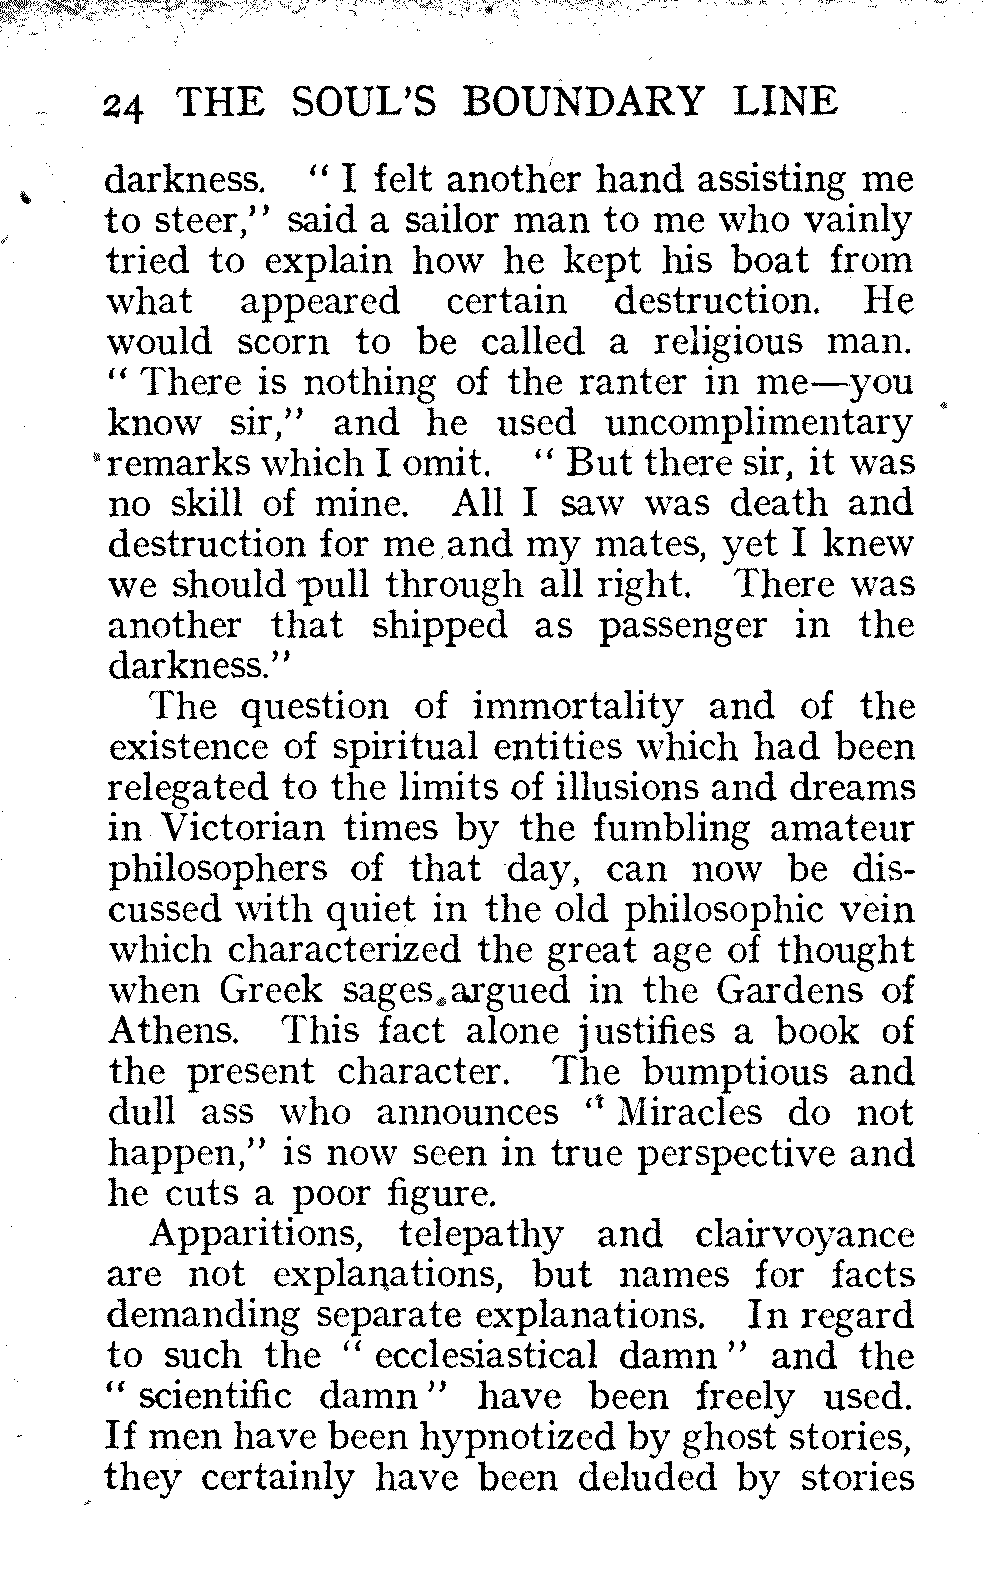 24 THE SOUL'S BOUNDARY LINE
darkness. “ I felt another hand assisting me
to steer,” said a sailor man to me who vainly
tried to explain how he kept his boat from
what appeared certain destruction. He
would scorn to be called a religious man.
“ There is nothing of the ranter in me—you
know sir,” and he used uncomplimentary
remarks which I omit. “ But there sir, it was
no skill of mine. All I saw was death and
destruction for me and my mates, yet I knew
we should pull through all right. There was
another that shipped as passenger in the
darkness.”
The question of immortality and of the
existence of spiritual entities which had been
relegated to the limits of illusions and dreams
in Victorian times by the fumbling amateur
philosophers of that day, can now be dis-
cussed with quiet in the old philosophic vein
which characterized the great age of thought
when Greek sages argued in the Gardens of
Athens. This fact alone justifies a book of
the present character. The bumptious and
dull ass who announces “ Miracles do not
happen,” is now seen in true perspective and
he cuts a poor figure.
Apparitions, telepathy and clairvoyance
are not explanations, but names for facts
demanding separate explanations. In regard
to such the “ ecclesiastical damn ” and the
“ scientific damn ” have been freely used.
If men have been hypnotized by ghost stories,
they certainly have been deluded by stories